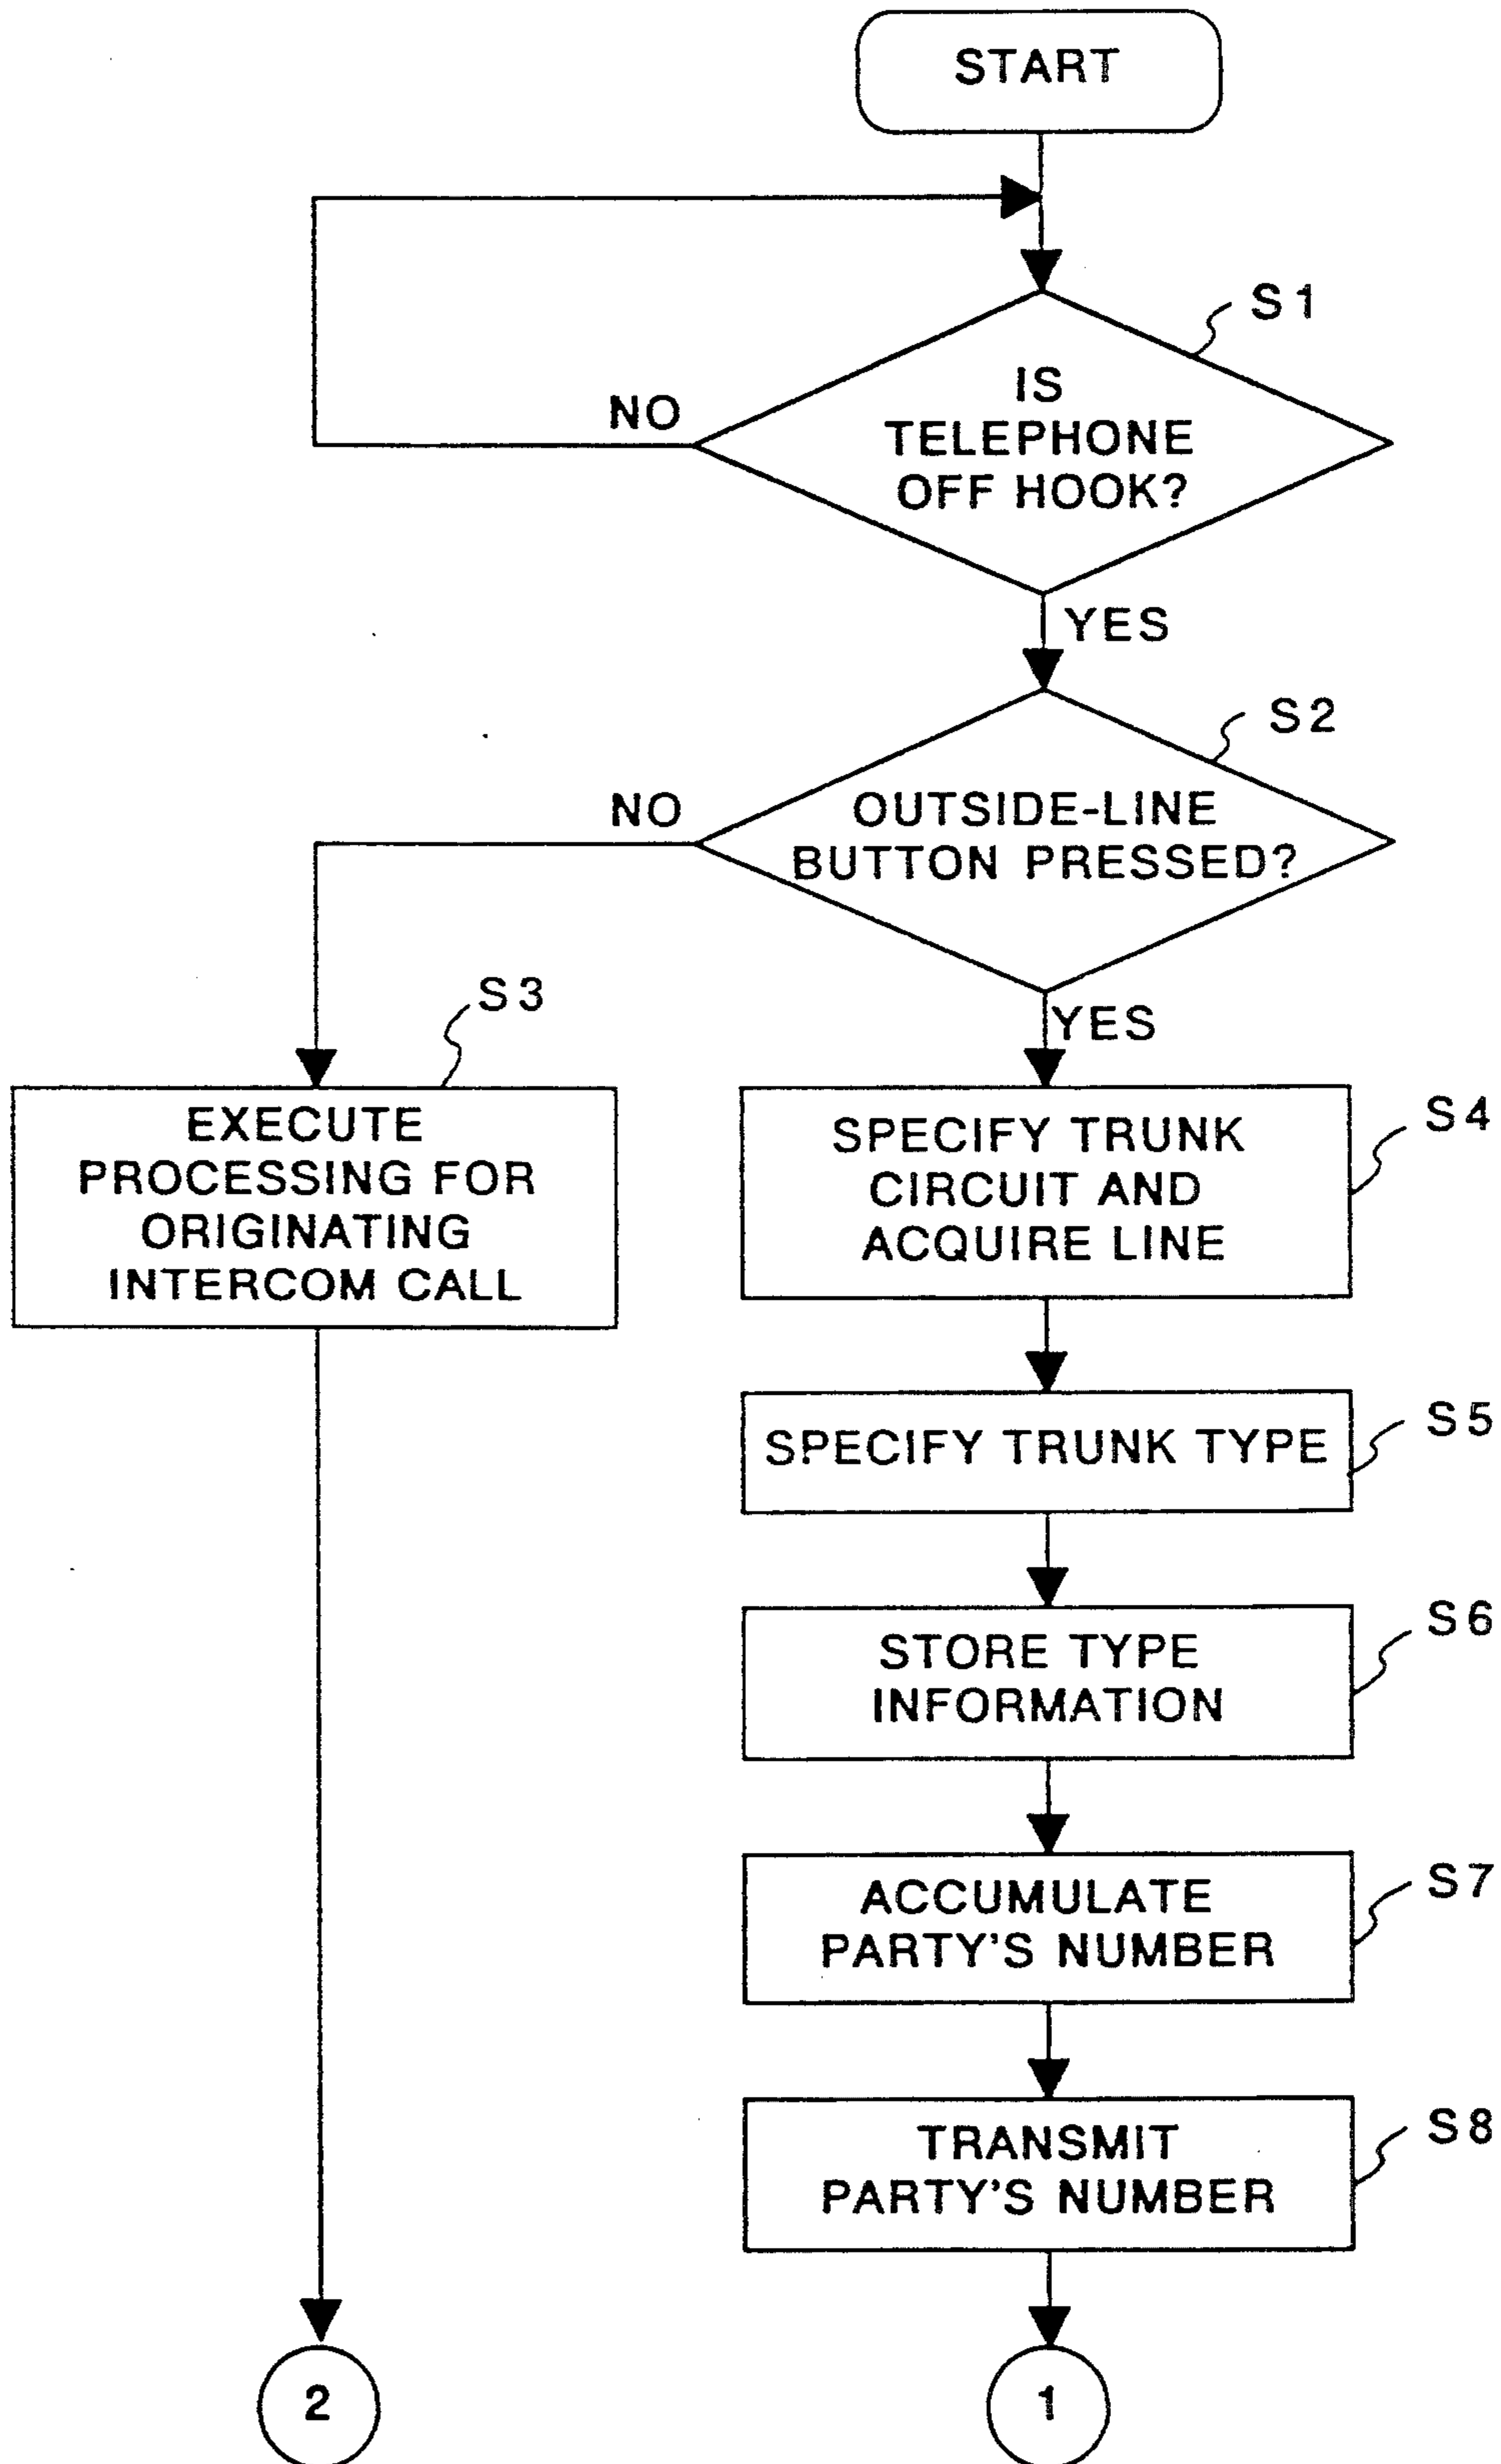 START
S1
IS
TELEPHONE
OFF HOOK?
NO
YES
S2
OUTSIDE-LINE
BUTTON PRESSED?
NO
YES
S3
EXECUTE
PROCESSING FOR
ORIGINATING
INTERCOM CALL
S4
SPECIFY TRUNK
CIRCUIT AND
ACQUIRE LINE
S5
SPECIFY TRUNK TYPE
S6
STORE TYPE
INFORMATION
S7
ACCUMULATE
PARTY'S NUMBER
S8
TRANSMIT
PARTY'S NUMBER
2
1